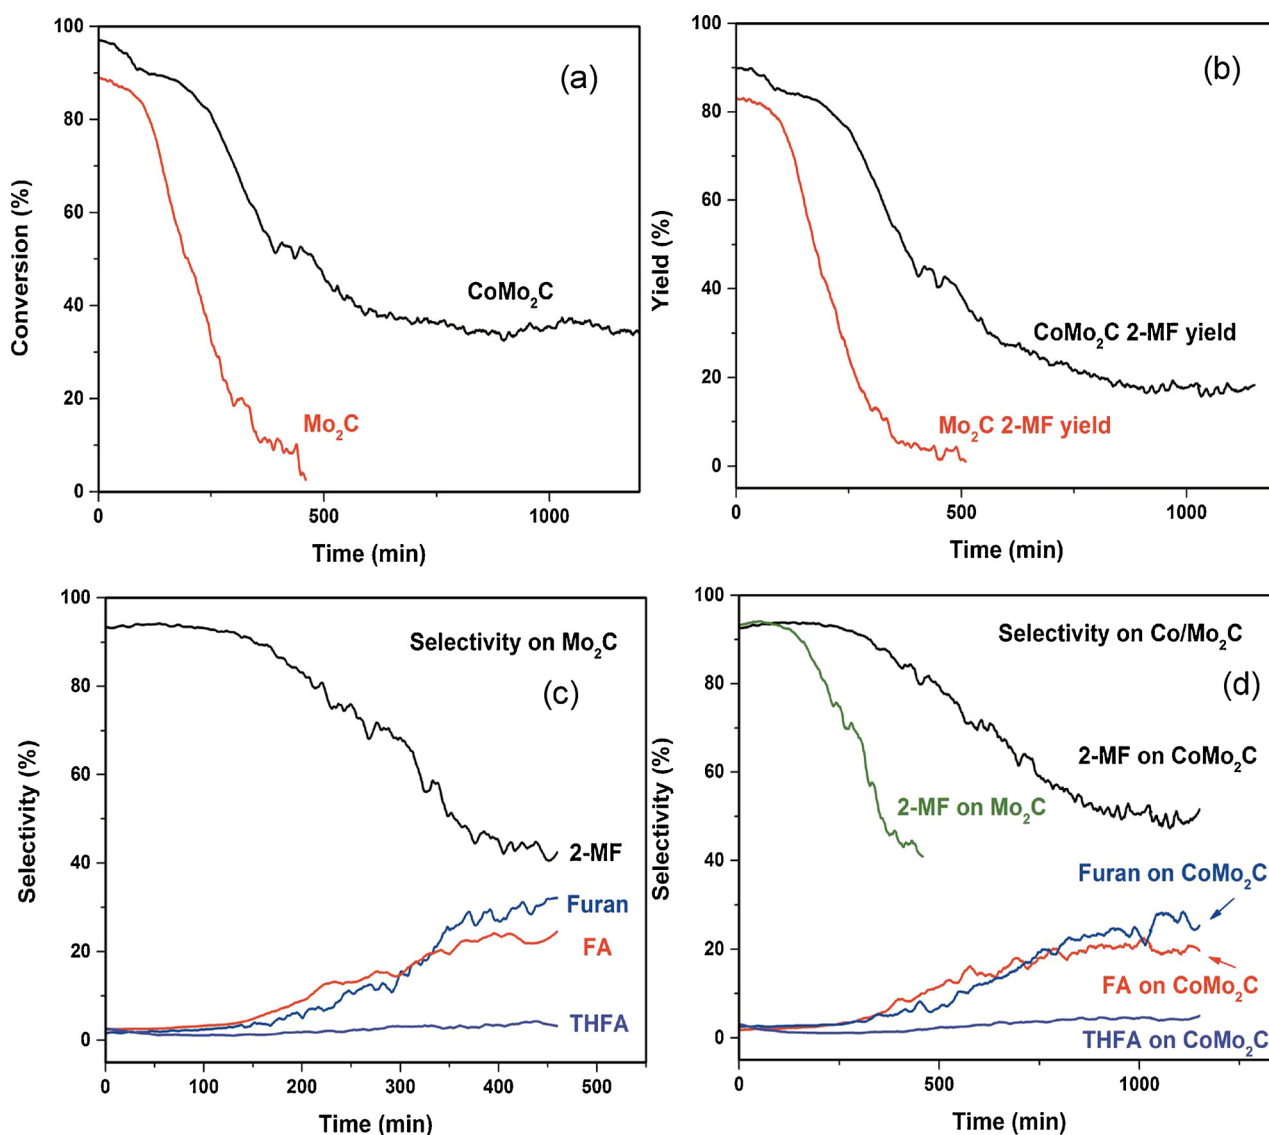 (a)
100
80
60
40
20
0
Conversion (%)
CoMo₂C
Mo₂C
0 500 1000
Time (min)
(b)
100
80
60
40
20
0
Yield (%)
CoMo₂C 2-MF yield
Mo₂C 2-MF yield
0 500 1000
Time (min)
100
80
60
40
20
0
Selectivity (%)
Selectivity on Mo₂C
(c)
2-MF
Furan
FA
THFA
0 100 200 300 400 500
Time (min)
100
80
60
40
20
0
Selectivity (%)
Selectivity on Co/Mo₂C
(d)
2-MF on CoMo₂C
2-MF on Mo₂C
Furan on CoMo₂C
FA on CoMo₂C
THFA on CoMo₂C
0 500 1000
Time (min)